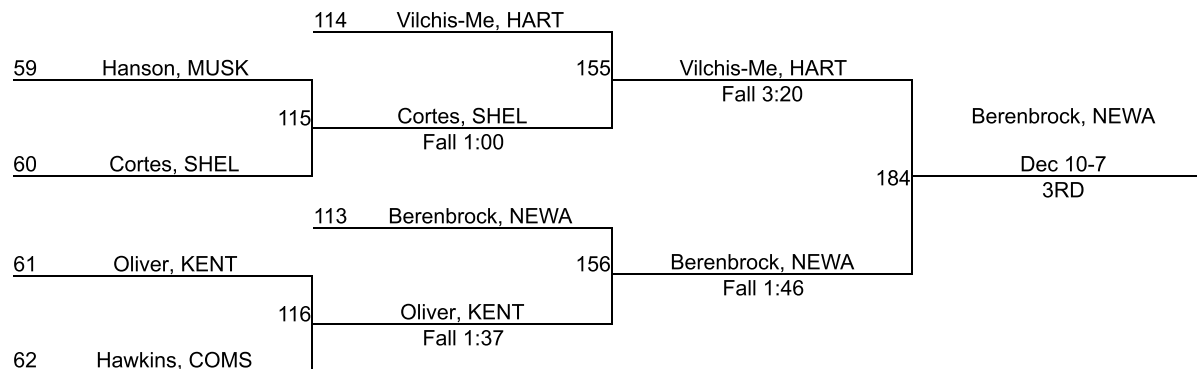 114 Vilchis-Me, HART
59 Hanson, MUSK
155 Vilchis-Me, HART
Fall 3:20
115 Cortes, SHEL
Fall 1:00
Berenbrock, NEWA
60 Cortes, SHEL
Dec 10-7
184
3RD
113 Berenbrock, NEWA
61 Oliver, KENT
156 Berenbrock, NEWA
Fall 1:46
116 Oliver, KENT
Fall 1:37
62 Hawkins, COMS